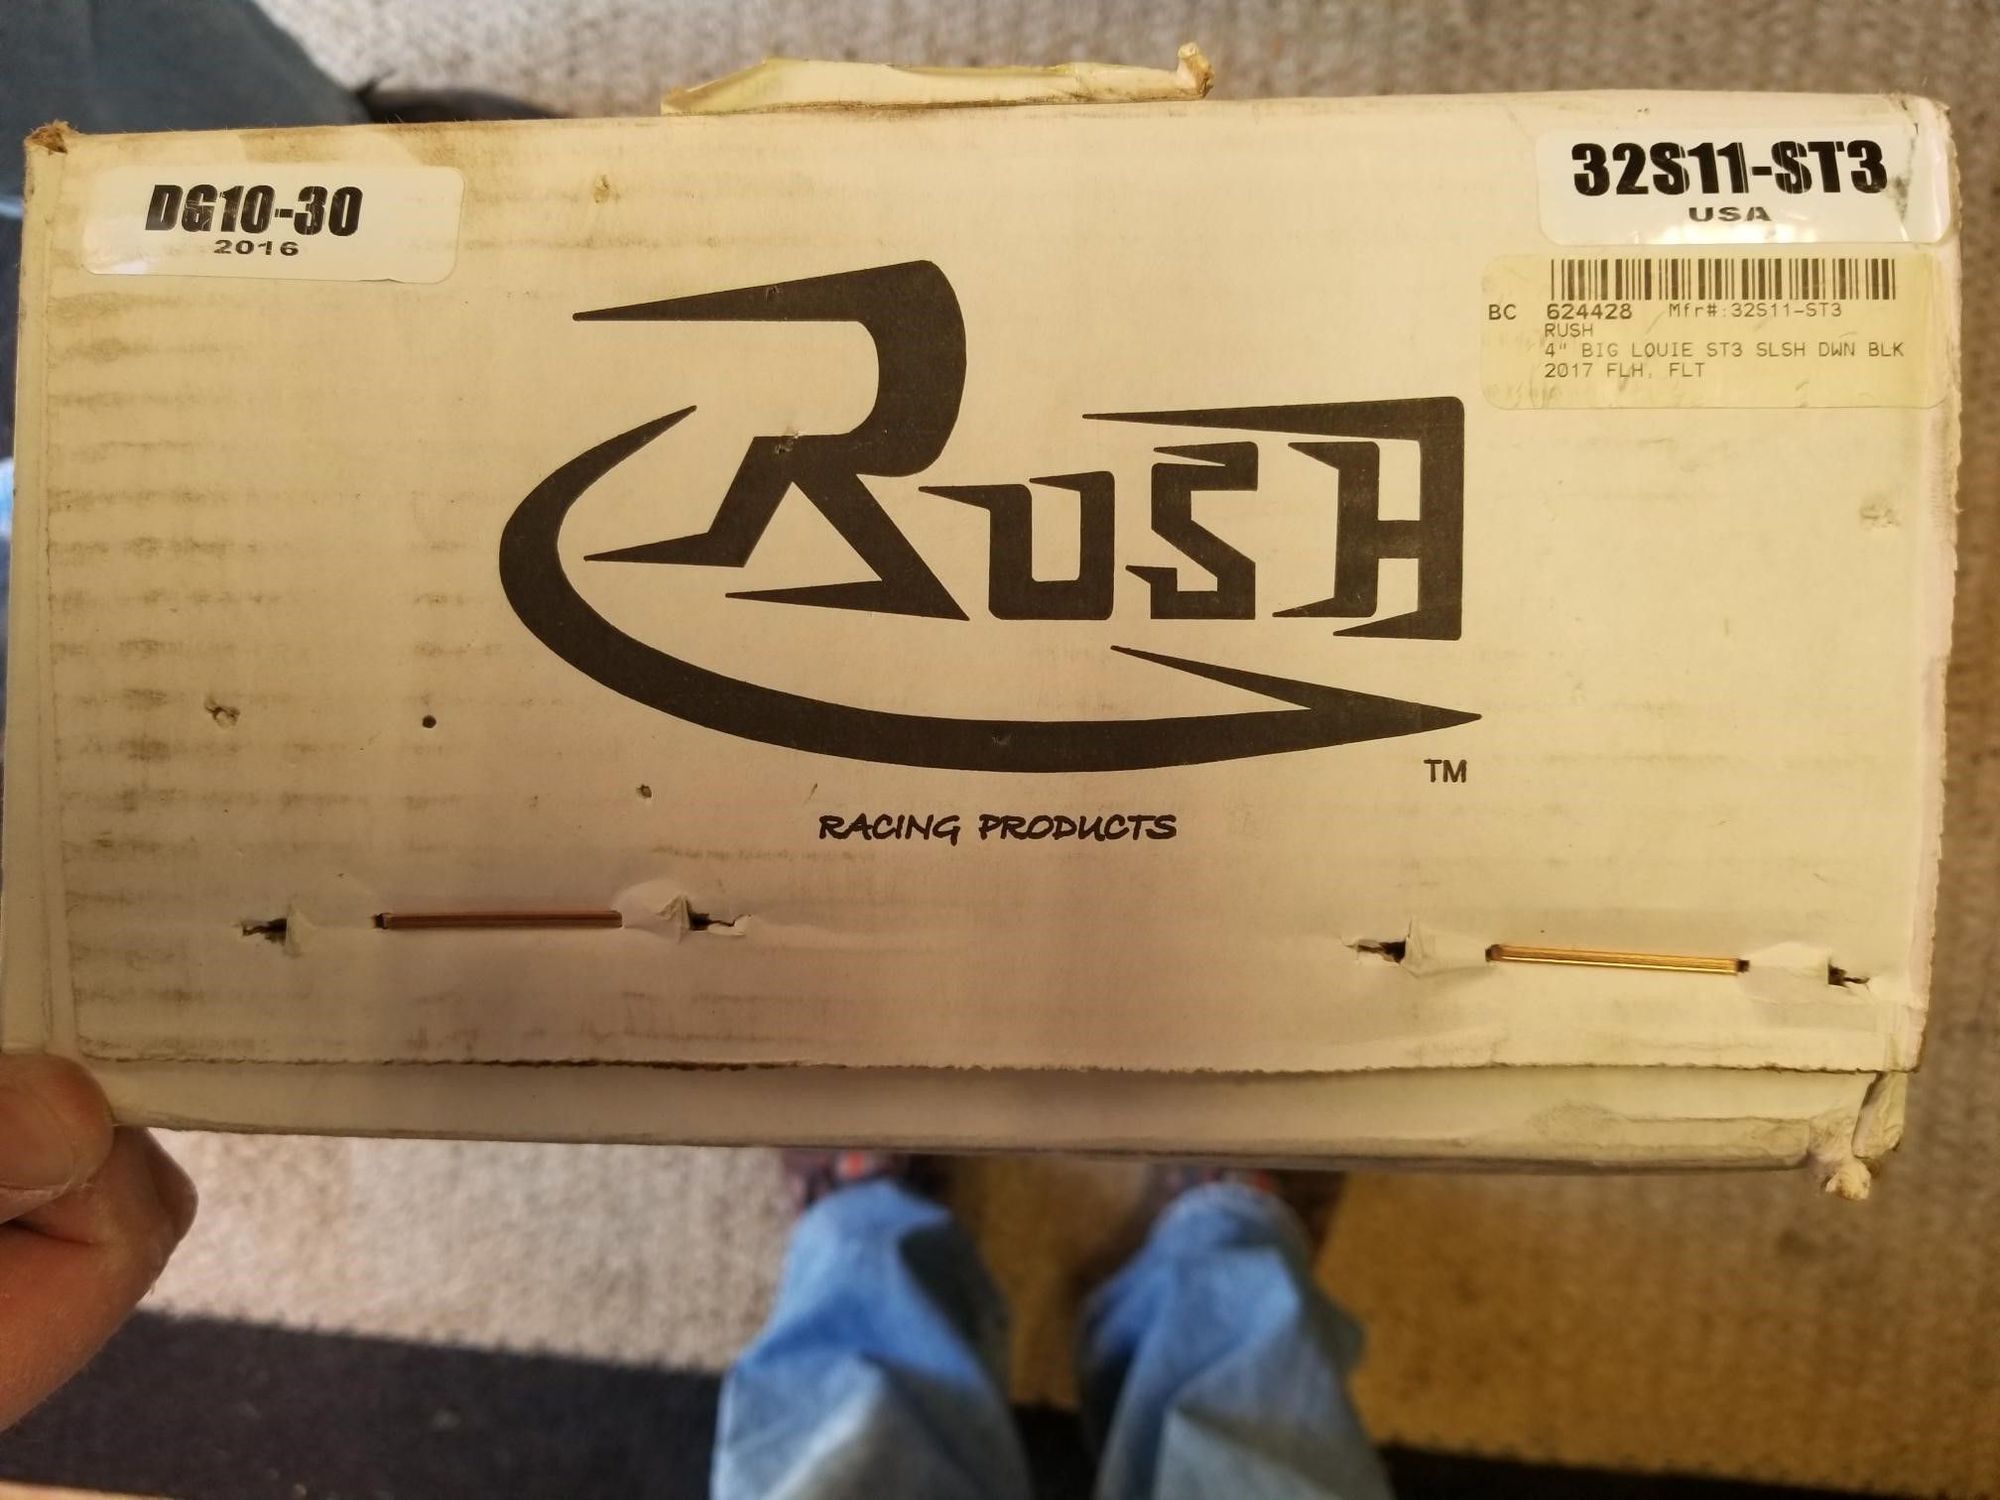 DG10-30
2016
32S11-ST3
USA
BC 624428 Mfr#:32S11-ST3
RUSH
4" BIG LOUIE ST3 SLSH DWN BLK
2017 FLH, FLT
RUSH
TM
RACING PRODUCTS